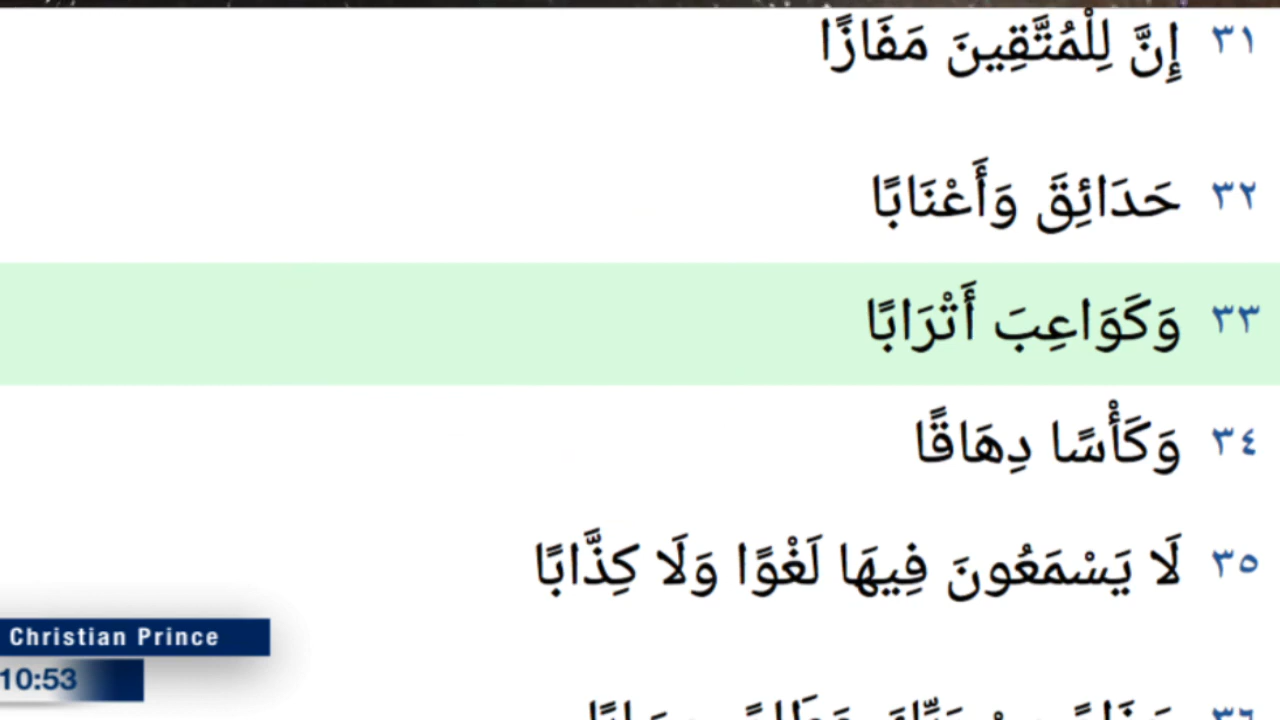 ٣١ إِنَّ لِلْمُتَّقِينَ مَفَازًا
٣٢ حَدَائِقَ وَأَعْنَابًا
٣٣ وَكَوَاعِبَ أَتْرَابًا
٣٤ وَكَأْسًا دِهَاقًا
٣٥ لَا يَسْمَعُونَ فِيهَا لَغْوًا وَلَا كِذَّابًا
Christian Prince
10:53